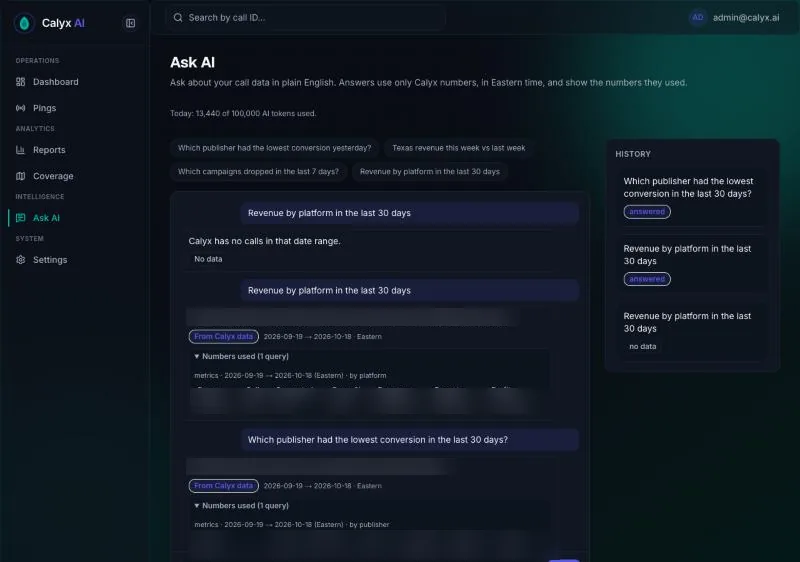 Calyx AI
Search by call ID...
AD
admin@calyx.ai
OPERATIONS
Dashboard
Pings
ANALYTICS
Reports
Coverage
INTELLIGENCE
Ask AI
SYSTEM
Settings
Ask AI
Ask about your call data in plain English. Answers use only Calyx numbers, in Eastern time, and show the numbers they used.
Today: 13,440 of 100,000 AI tokens used.
Which publisher had the lowest conversion yesterday?
Texas revenue this week vs last week
Which campaigns dropped in the last 7 days?
Revenue by platform in the last 30 days
Revenue by platform in the last 30 days
Calyx has no calls in that date range.
No data
Revenue by platform in the last 30 days
From Calyx data
2026-09-19 → 2026-10-18 · Eastern
▼ Numbers used (1 query)
metrics · 2026-09-19 → 2026-10-18 (Eastern) · by platform
Which publisher had the lowest conversion in the last 30 days?
From Calyx data
2026-09-19 → 2026-10-18 · Eastern
▼ Numbers used (1 query)
metrics · 2026-09-19 → 2026-10-18 (Eastern) · by publisher
HISTORY
Which publisher had the lowest
conversion in the last 30 days?
answered
Revenue by platform in the last
30 days
answered
Revenue by platform in the last
30 days
no data